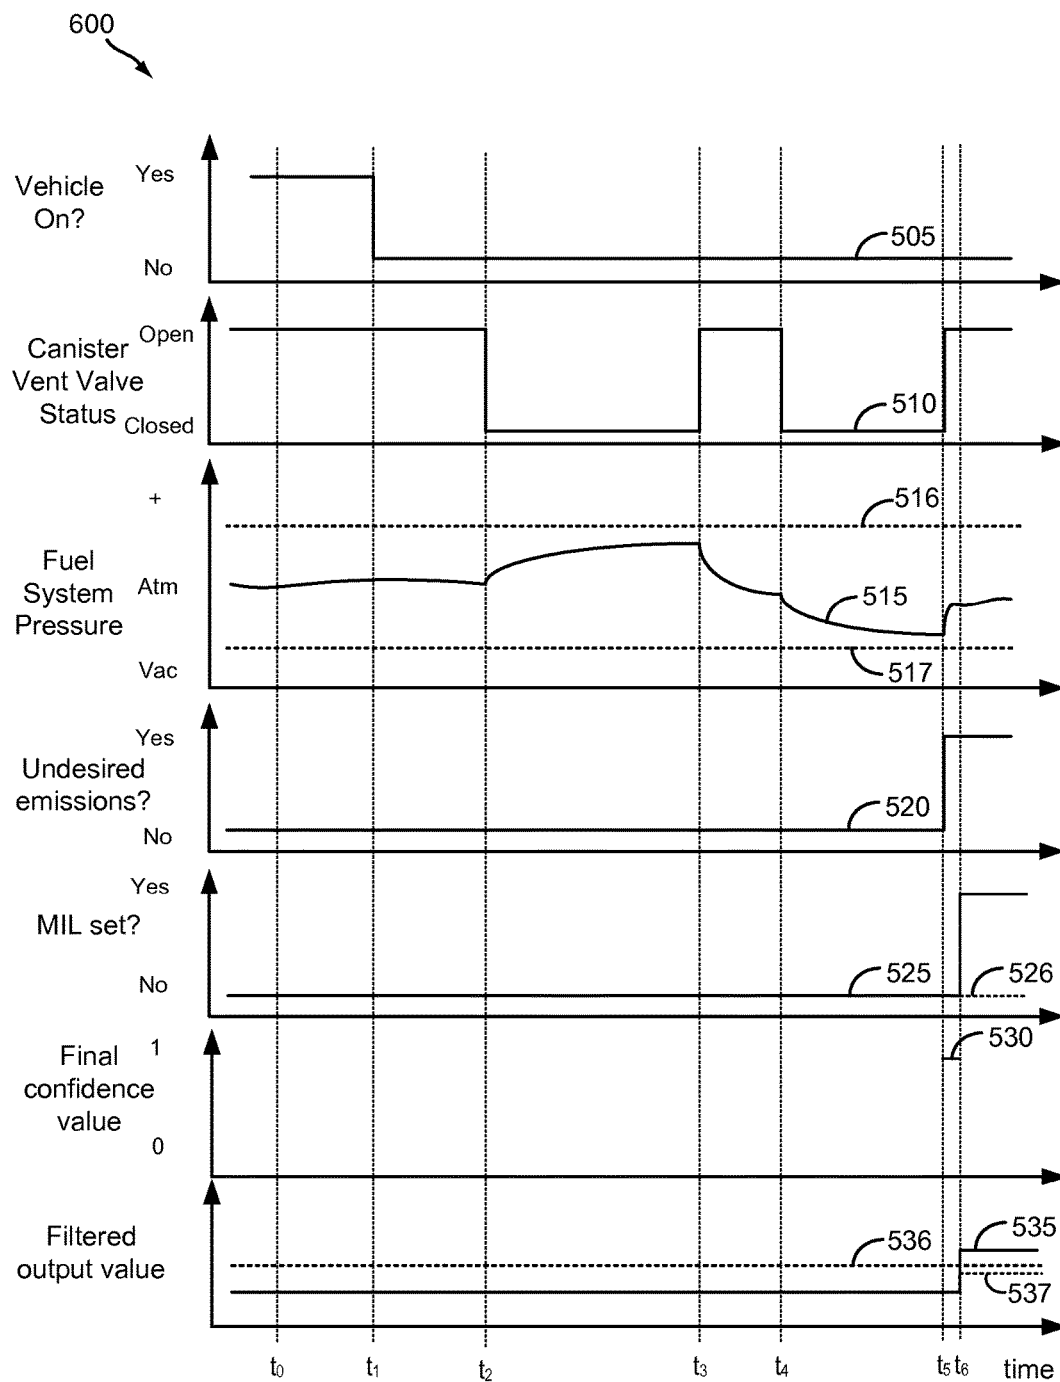 600
Vehicle
On?
Yes
No
505
Canister
Vent Valve
Status
Open
Closed
510
Fuel
System
Pressure
+
Atm
Vac
516
515
517
Undesired
emissions?
Yes
No
520
MIL set?
Yes
No
525
526
Final
confidence
value
1
0
530
Filtered
output value
536
535
537
t0 t1 t2 t3 t4 t5 t6 time